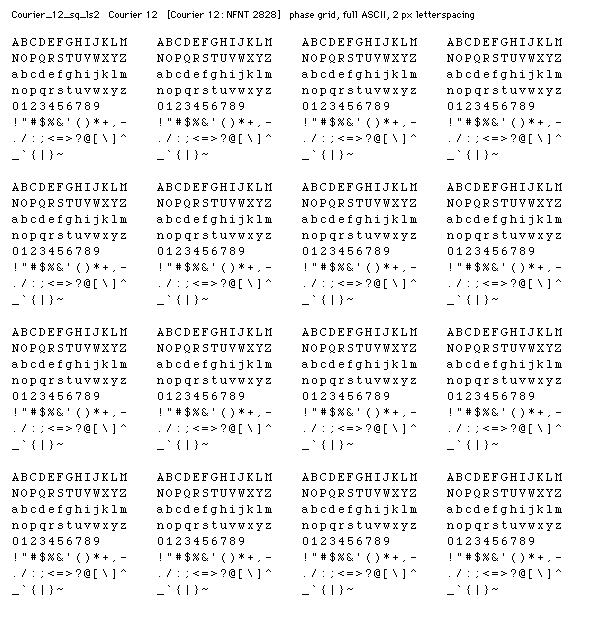 Courier_12_sq_ls2   Courier 12   [Courier 12: NFNT 2828]   phase grid, full ASCII, 2 px letterspacing
ABCDEFGHIJKLM ABCDEFGHIJKLM ABCDEFGHIJKLM ABCDEFGHIJKLM
NOPQRSTUVWXYZ NOPQRSTUVWXYZ NOPQRSTUVWXYZ NOPQRSTUVWXYZ
abcdefghijklm abcdefghijklm abcdefghijklm abcdefghijklm
nopqrstuvwxyz nopqrstuvwxyz nopqrstuvwxyz nopqrstuvwxyz
0123456789 0123456789 0123456789 0123456789
!"#$%&'()*+,- !"#$%&'()*+,- !"#$%&'()*+,- !"#$%&'()*+,-
./:;<=>?@[\]^ ./:;<=>?@[\]^ ./:;<=>?@[\]^ ./:;<=>?@[\]^
_`{|}~ _`{|}~ _`{|}~ _`{|}~
ABCDEFGHIJKLM ABCDEFGHIJKLM ABCDEFGHIJKLM ABCDEFGHIJKLM
NOPQRSTUVWXYZ NOPQRSTUVWXYZ NOPQRSTUVWXYZ NOPQRSTUVWXYZ
abcdefghijklm abcdefghijklm abcdefghijklm abcdefghijklm
nopqrstuvwxyz nopqrstuvwxyz nopqrstuvwxyz nopqrstuvwxyz
0123456789 0123456789 0123456789 0123456789
!"#$%&'()*+,- !"#$%&'()*+,- !"#$%&'()*+,- !"#$%&'()*+,-
./:;<=>?@[\]^ ./:;<=>?@[\]^ ./:;<=>?@[\]^ ./:;<=>?@[\]^
_`{|}~ _`{|}~ _`{|}~ _`{|}~
ABCDEFGHIJKLM ABCDEFGHIJKLM ABCDEFGHIJKLM ABCDEFGHIJKLM
NOPQRSTUVWXYZ NOPQRSTUVWXYZ NOPQRSTUVWXYZ NOPQRSTUVWXYZ
abcdefghijklm abcdefghijklm abcdefghijklm abcdefghijklm
nopqrstuvwxyz nopqrstuvwxyz nopqrstuvwxyz nopqrstuvwxyz
0123456789 0123456789 0123456789 0123456789
!"#$%&'()*+,- !"#$%&'()*+,- !"#$%&'()*+,- !"#$%&'()*+,-
./:;<=>?@[\]^ ./:;<=>?@[\]^ ./:;<=>?@[\]^ ./:;<=>?@[\]^
_`{|}~ _`{|}~ _`{|}~ _`{|}~
ABCDEFGHIJKLM ABCDEFGHIJKLM ABCDEFGHIJKLM ABCDEFGHIJKLM
NOPQRSTUVWXYZ NOPQRSTUVWXYZ NOPQRSTUVWXYZ NOPQRSTUVWXYZ
abcdefghijklm abcdefghijklm abcdefghijklm abcdefghijklm
nopqrstuvwxyz nopqrstuvwxyz nopqrstuvwxyz nopqrstuvwxyz
0123456789 0123456789 0123456789 0123456789
!"#$%&'()*+,- !"#$%&'()*+,- !"#$%&'()*+,- !"#$%&'()*+,-
./:;<=>?@[\]^ ./:;<=>?@[\]^ ./:;<=>?@[\]^ ./:;<=>?@[\]^
_`{|}~ _`{|}~ _`{|}~ _`{|}~